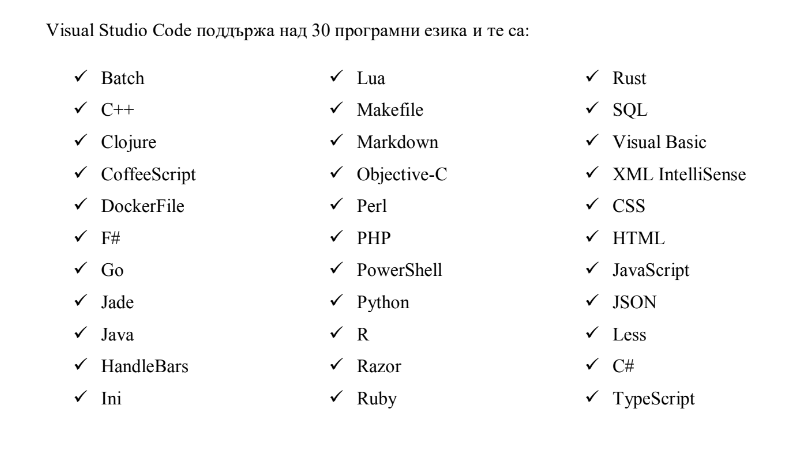 Visual Studio Code поддържа над 30 програмни езика и те са:
✓ Batch
✓ C++
✓ Clojure
✓ CoffeeScript
✓ DockerFile
✓ F#
✓ Go
✓ Jade
✓ Java
✓ HandleBars
✓ Ini
✓ Lua
✓ Makefile
✓ Markdown
✓ Objective-C
✓ Perl
✓ PHP
✓ PowerShell
✓ Python
✓ R
✓ Razor
✓ Ruby
✓ Rust
✓ SQL
✓ Visual Basic
✓ XML IntelliSense
✓ CSS
✓ HTML
✓ JavaScript
✓ JSON
✓ Less
✓ C#
✓ TypeScript